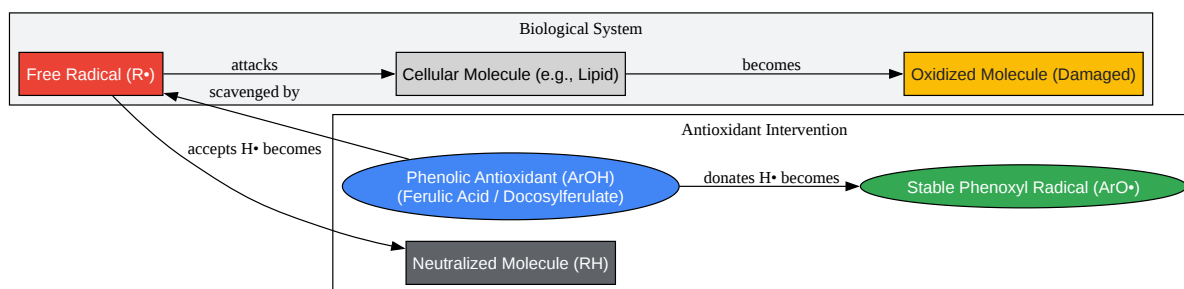 Biological System
Free Radical (R•)
attacks
Cellular Molecule (e.g., Lipid)
becomes
Oxidized Molecule (Damaged)
scavenged by
Antioxidant Intervention
accepts H• becomes
Phenolic Antioxidant (ArOH)
(Ferulic Acid / Docosylferulate)
donates H• becomes
Stable Phenoxyl Radical (ArO•)
Neutralized Molecule (RH)